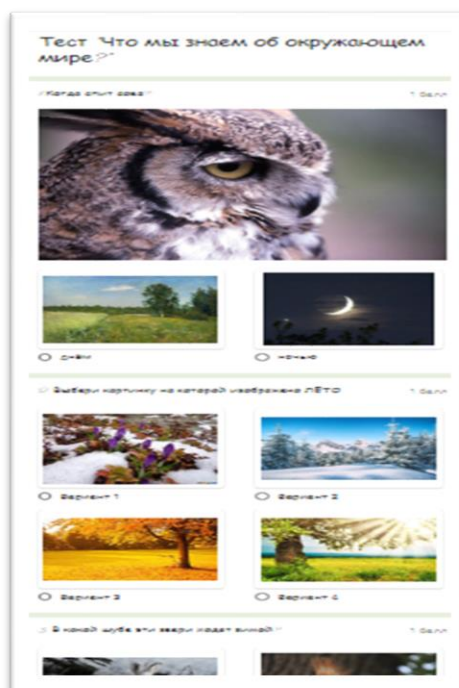 Тест "Что мы знаем об окружающем
мире?"
Когда спит сова? 1 балл
днём
ночью
Выбери картинку на которой изображено ЛЕТО 1 балл
Вариант 1
Вариант 2
Вариант 3
Вариант 4
В какой шубе эти звери ходят зимой? 1 балл